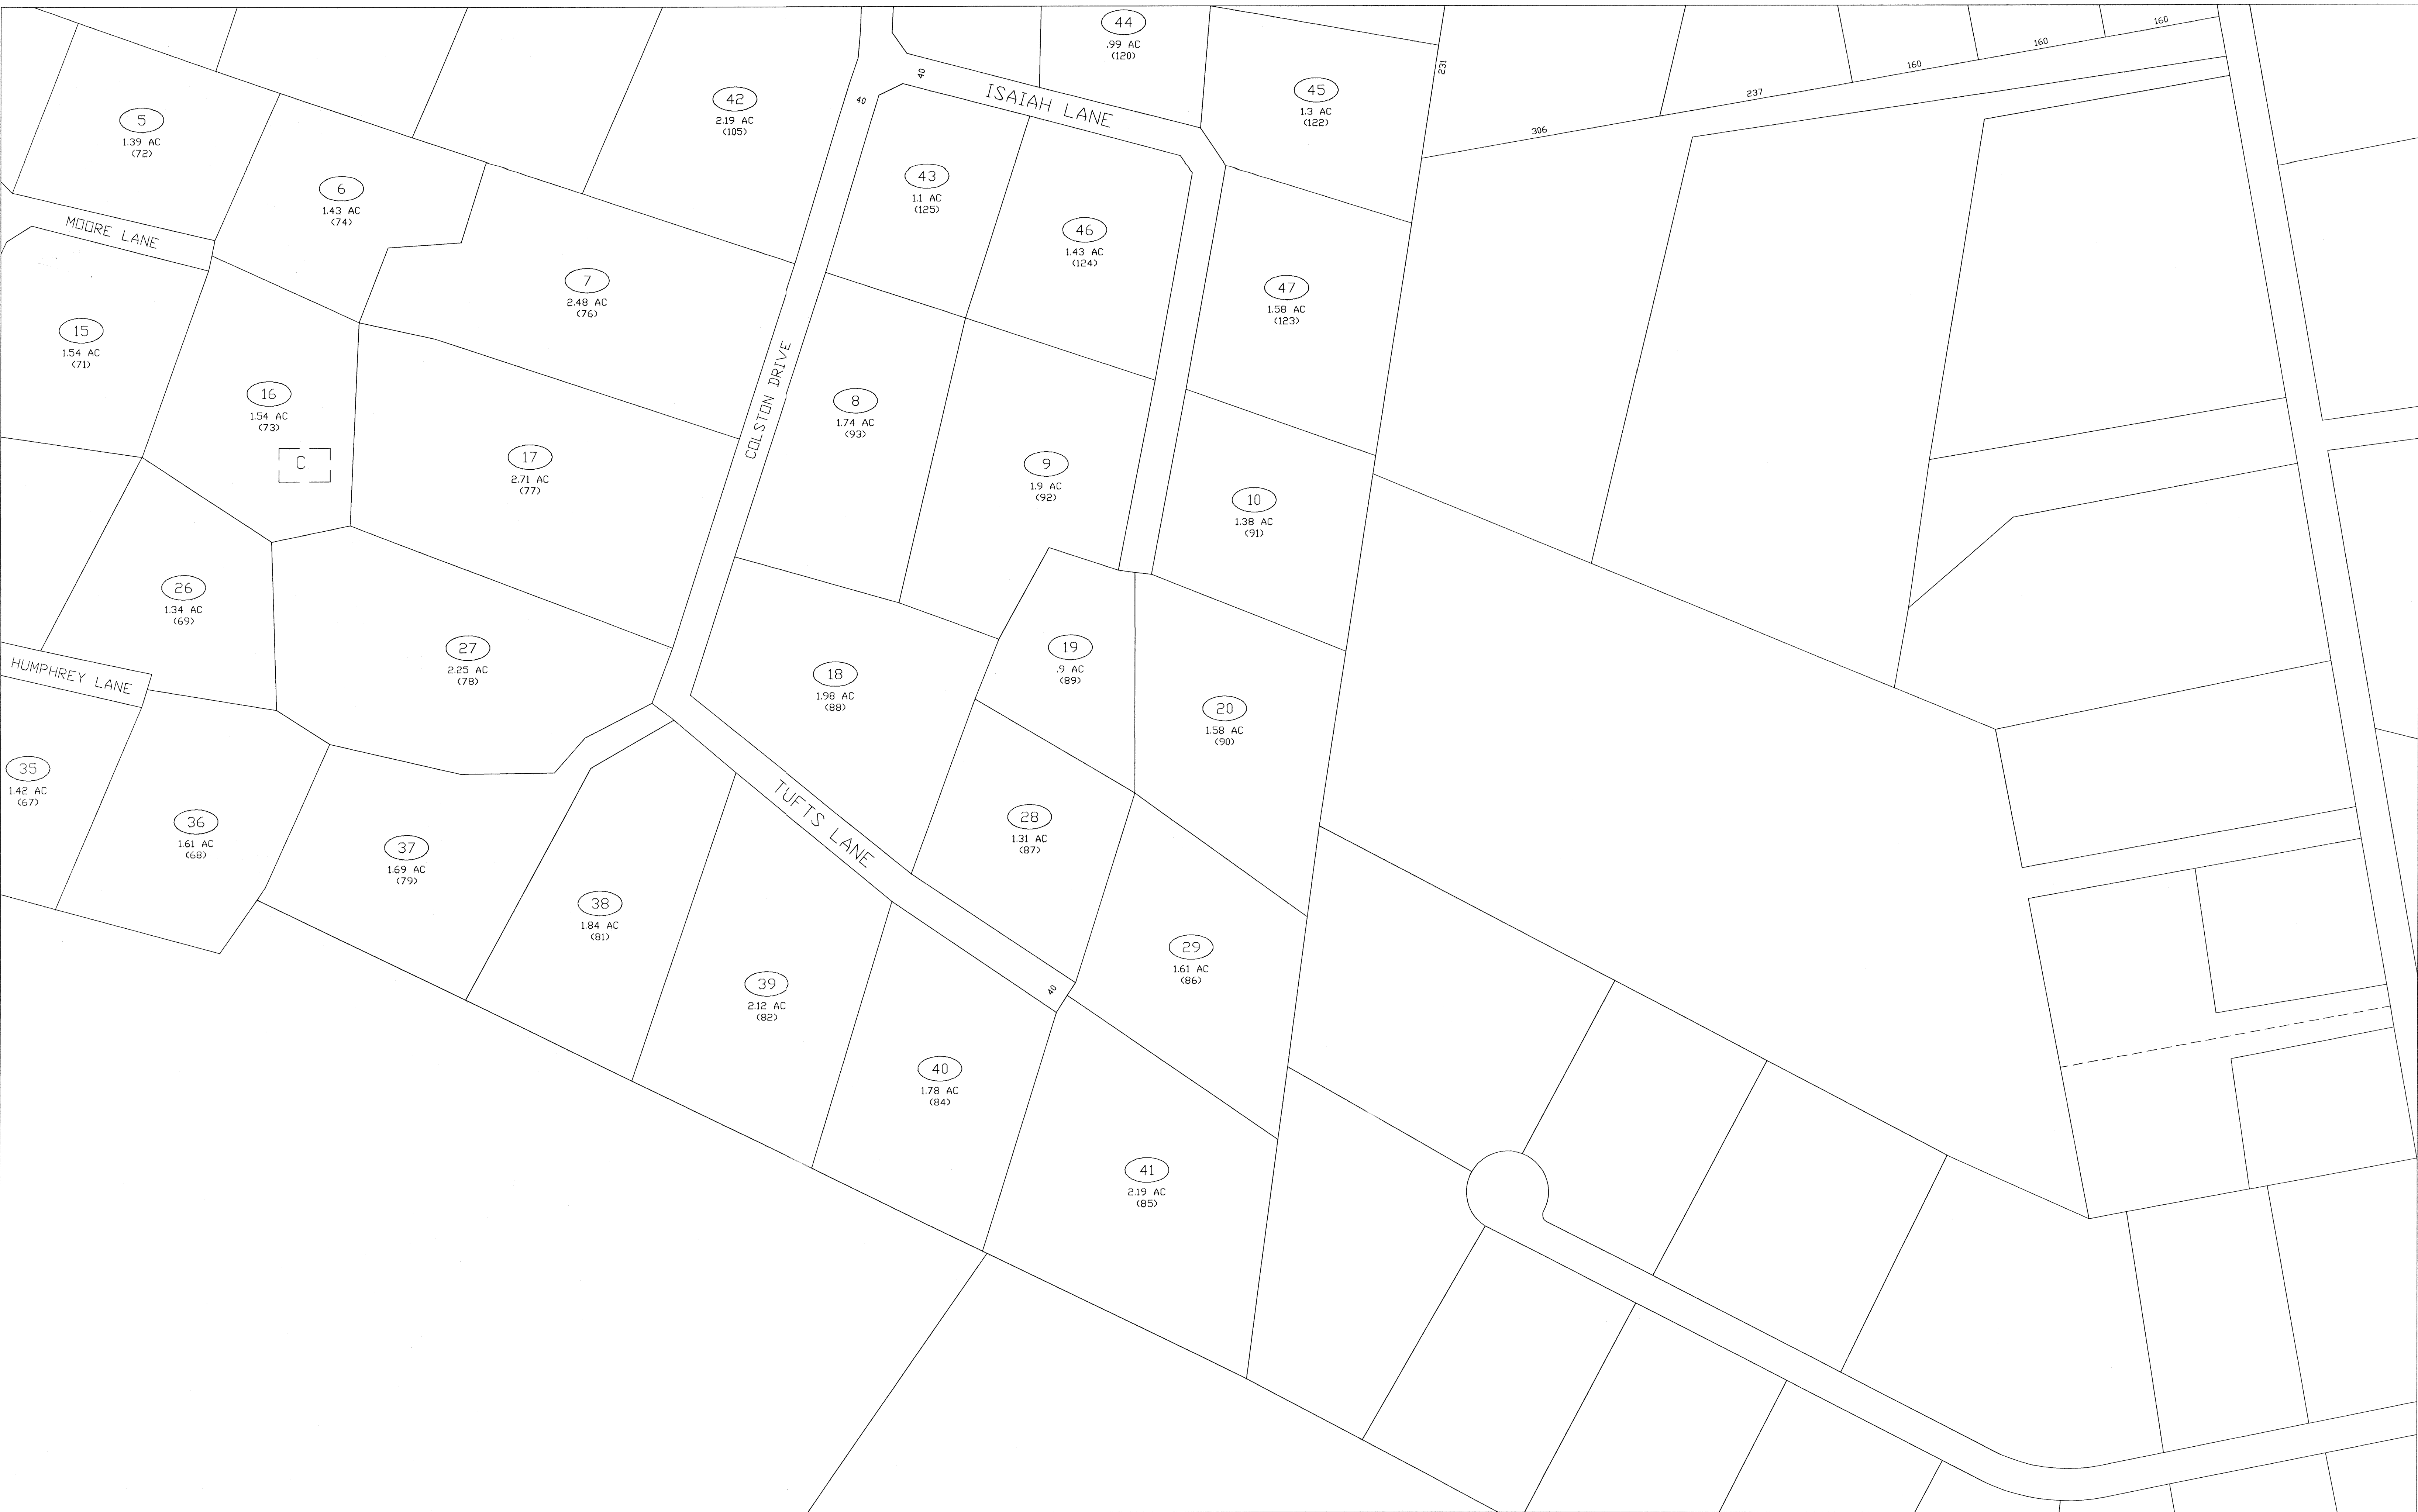 44
.99 AC
(120)
160
160
160
237
306
231
40
40
ISAIAH LANE
45
1.3 AC
(122)
42
2.19 AC
(105)
5
1.39 AC
(72)
43
1.1 AC
(125)
6
1.43 AC
(74)
MOORE LANE
46
1.43 AC
(124)
7
2.48 AC
(76)
47
1.58 AC
(123)
15
1.54 AC
(71)
COLSTON DRIVE
16
1.54 AC
(73)
C
8
1.74 AC
(93)
17
2.71 AC
(77)
9
1.9 AC
(92)
10
1.38 AC
(91)
26
1.34 AC
(69)
27
2.25 AC
(78)
HUMPHREY LANE
18
1.98 AC
(88)
19
.9 AC
(89)
20
1.58 AC
(90)
35
1.42 AC
(67)
36
1.61 AC
(68)
37
1.69 AC
(79)
TUFTS LANE
28
1.31 AC
(87)
38
1.84 AC
(81)
39
2.12 AC
(82)
40
29
1.61 AC
(86)
40
1.78 AC
(84)
41
2.19 AC
(85)